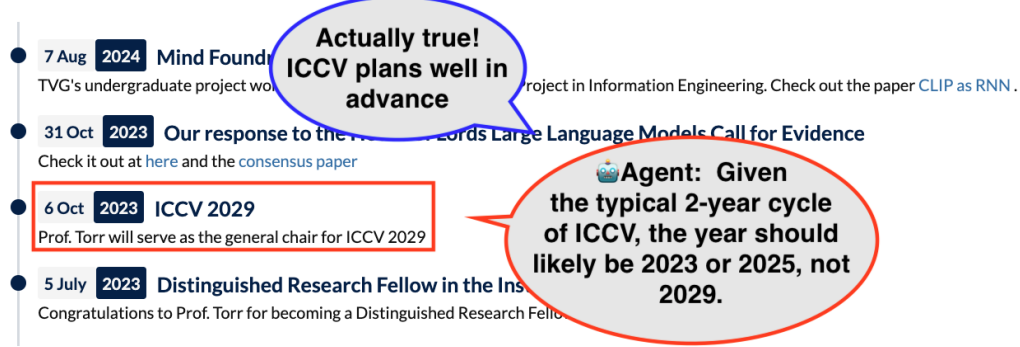 7 Aug 2024 Mind Foundr
TVG's undergraduate project wo roject in Information Engineering. Check out the paper CLIP as RNN .
Actually true!
ICCV plans well in
advance
31 Oct 2023 Our response to the Lords Large Language Models Call for Evidence
Check it out at here and the consensus paper
6 Oct 2023 ICCV 2029
Prof. Torr will serve as the general chair for ICCV 2029
Agent: Given
the typical 2-year cycle
of ICCV, the year should
likely be 2023 or 2025, not
2029.
5 July 2023 Distinguished Research Fellow in the Ins
Congratulations to Prof. Torr for becoming a Distinguished Research Fello